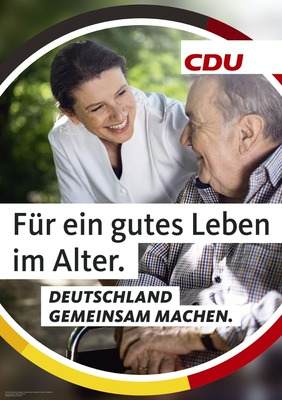 CDU
Für ein gutes Leben
im Alter.
DEUTSCHLAND
GEMEINSAM MACHEN.